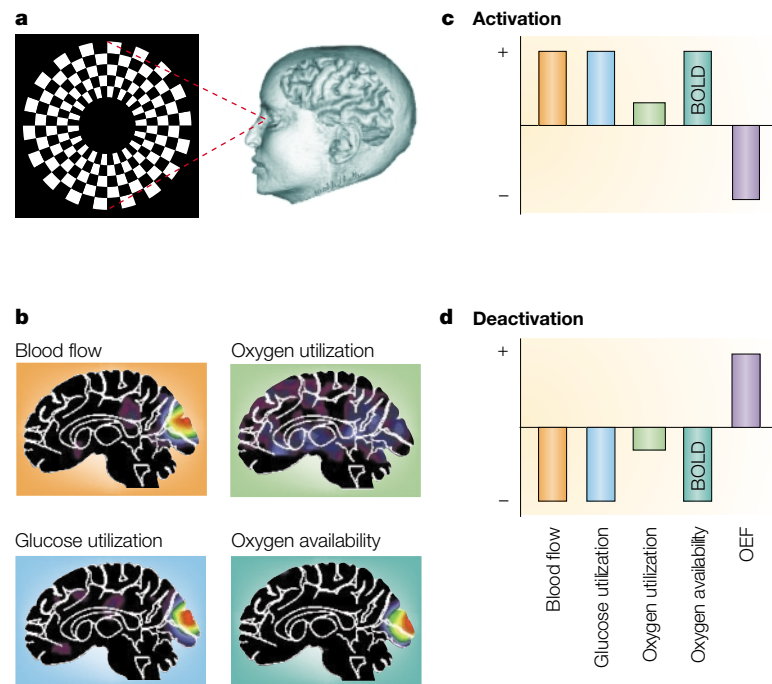 a
b
Blood flow
Oxygen utilization
Glucose utilization
Oxygen availability
c Activation
+
BOLD
–
d Deactivation
+
BOLD
–
Blood flow
Glucose utilization
Oxygen utilization
Oxygen availability
OEF